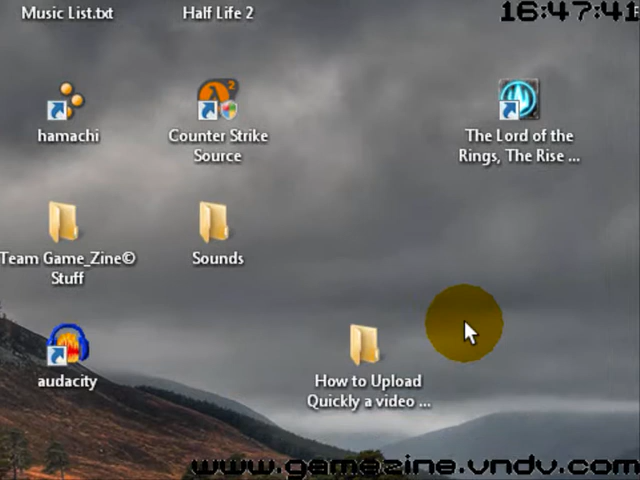 Music List.txt
Half Life 2
16:47:41
hamachi
Counter Strike
Source
The Lord of the
Rings, The Rise ...
Team Game_Zine©
Stuff
Sounds
audacity
How to Upload
Quickly a video ...
www.gamezine.vndv.com